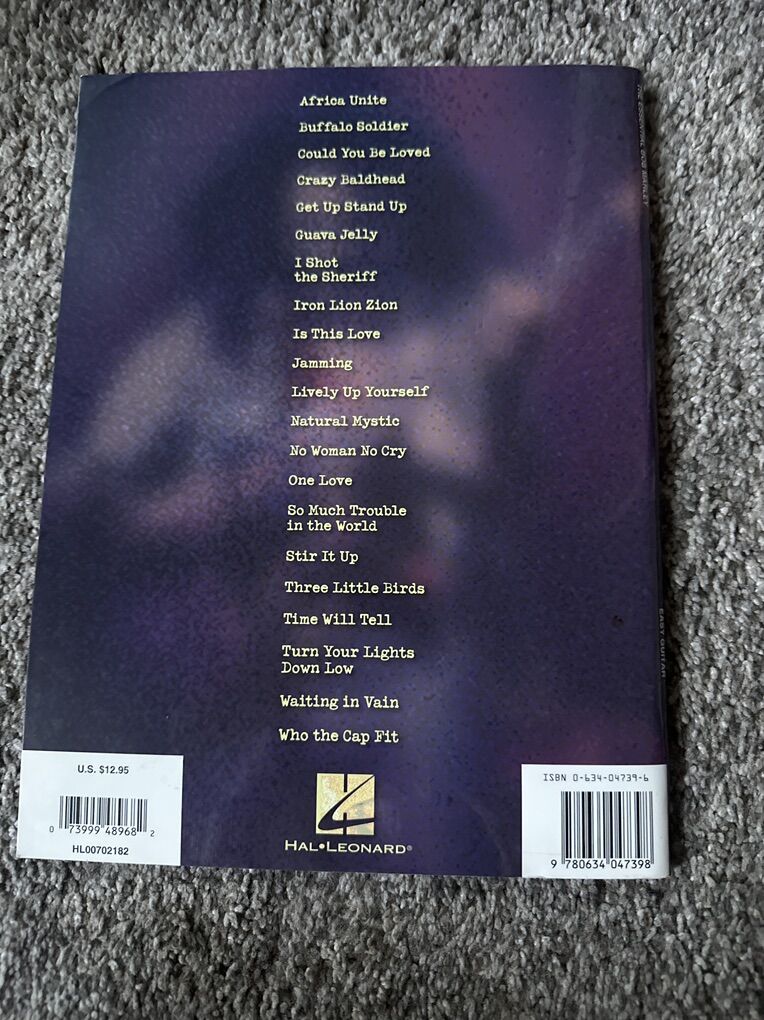 Africa Unite
Buffalo Soldier
Could You Be Loved
Crazy Baldhead
Get Up Stand Up
Guava Jelly
I Shot
the Sheriff
Iron Lion Zion
Is This Love
Jamming
Lively Up Yourself
Natural Mystic
No Woman No Cry
One Love
So Much Trouble
in the World
Stir It Up
Three Little Birds
Time Will Tell
Turn Your Lights
Down Low
Waiting in Vain
Who the Cap Fit
U.S. $12.95
0 73999 48968 2
HL00702182
HAL•LEONARD®
ISBN 0-634-04739-6
9 780634 047398
THE ESSENTIAL BOB MARLEY
EASY GUITAR